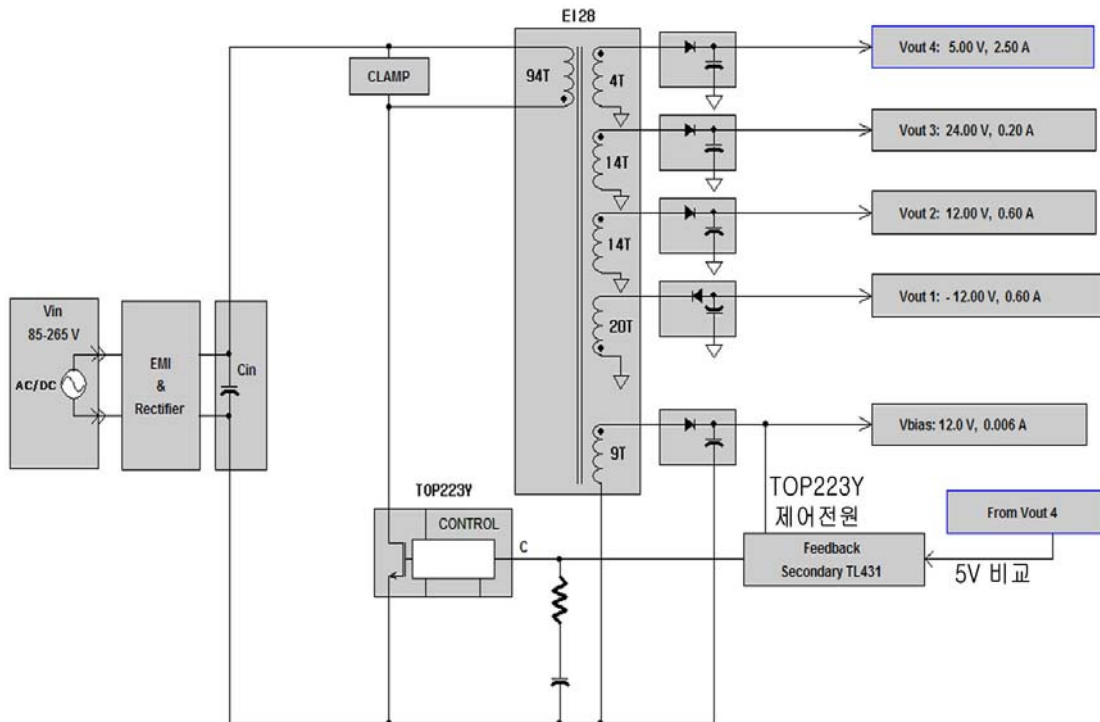 EI28
94T
CLAMP
4T
14T
14T
20T
9T
Vout 4: 5.00 V, 2.50 A
Vout 3: 24.00 V, 0.20 A
Vout 2: 12.00 V, 0.60 A
Vout 1: - 12.00 V, 0.60 A
Vbias: 12.0 V, 0.006 A
Vin
85-265 V
AC/DC
EMI
&
Rectifier
Cin
TOP223Y
CONTROL
C
TOP223Y
제어전원
Feedback
Secondary TL431
From Vout 4
5V 비교